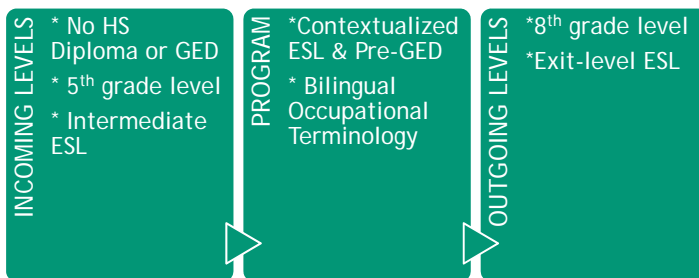 INCOMING LEVELS
* No HS
Diploma or GED
* 5th grade level
* Intermediate
ESL
PROGRAM
*Contextualized
ESL & Pre-GED
* Bilingual
Occupational
Terminology
OUTGOING LEVELS
*8th grade level
*Exit-level ESL